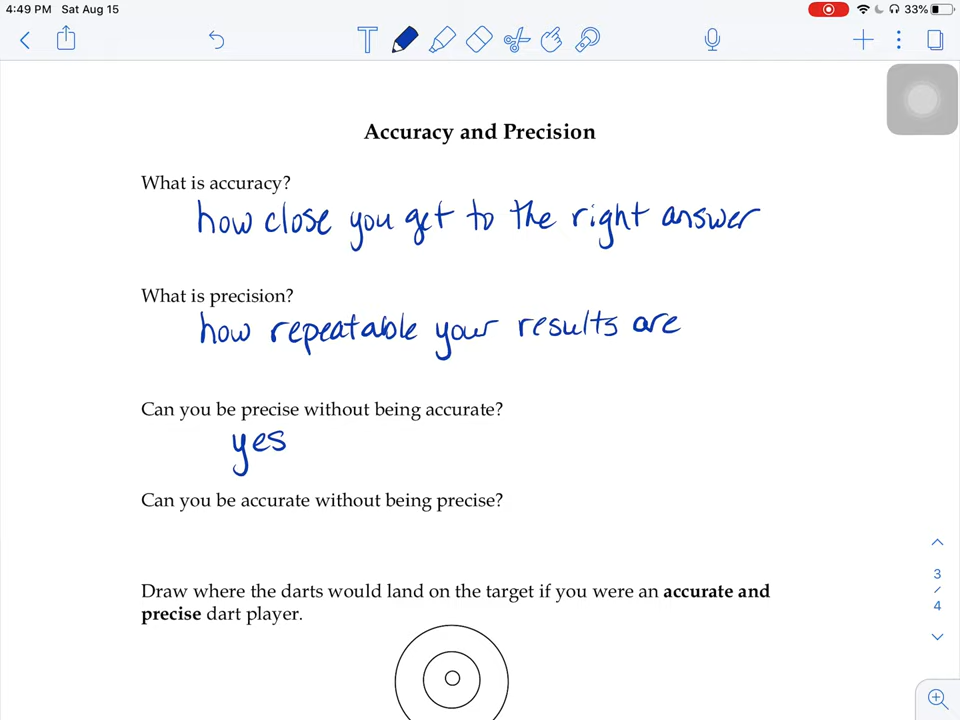 4:49 PM Sat Aug 15 33%
T
Accuracy and Precision
What is accuracy?
how close you get to the right answer
What is precision?
how repeatable your results are
Can you be precise without being accurate?
yes
Can you be accurate without being precise?
3
/
4
Draw where the darts would land on the target if you were an accurate and
precise dart player.